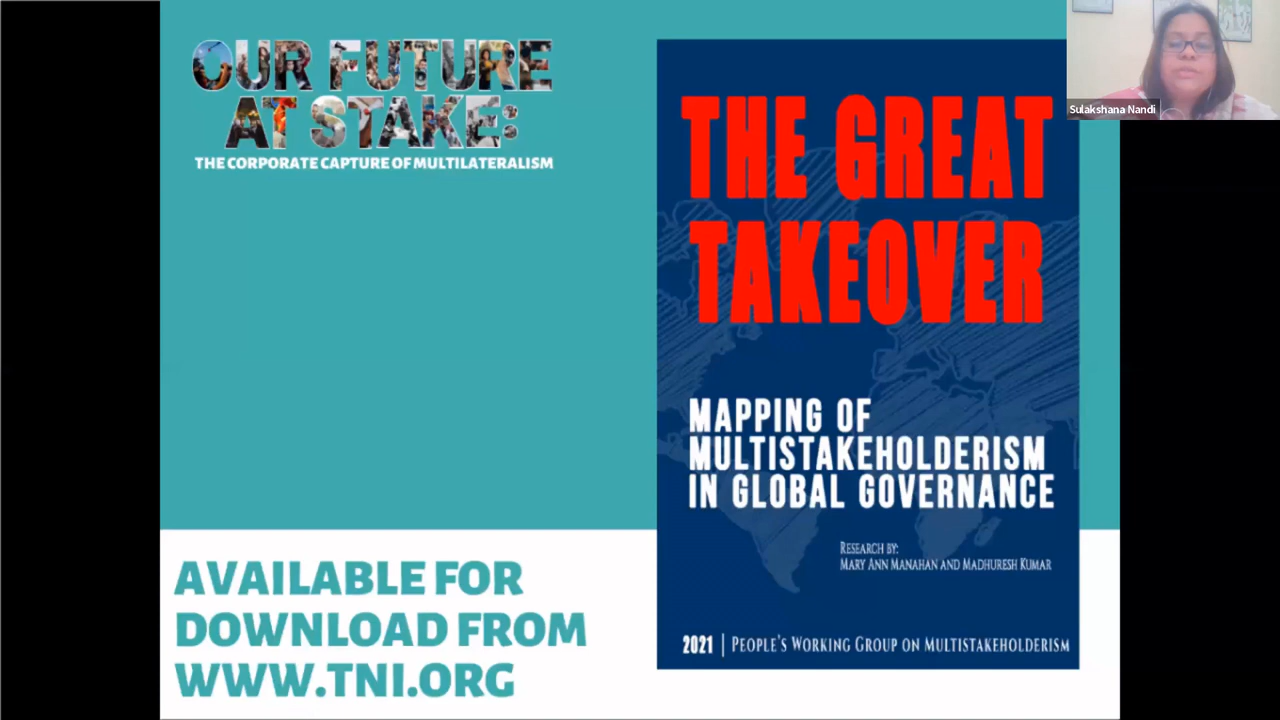 OUR FUTURE
AT STAKE:
THE CORPORATE CAPTURE OF MULTILATERALISM
THE GREAT
TAKEOVER
MAPPING OF
MULTISTAKEHOLDERISM
IN GLOBAL GOVERNANCE
RESEARCH BY:
MARY ANN MANAHAN AND MADHURESH KUMAR
2021 | PEOPLE'S WORKING GROUP ON MULTISTAKEHOLDERISM
AVAILABLE FOR
DOWNLOAD FROM
WWW.TNI.ORG
Sulakshana Nandi